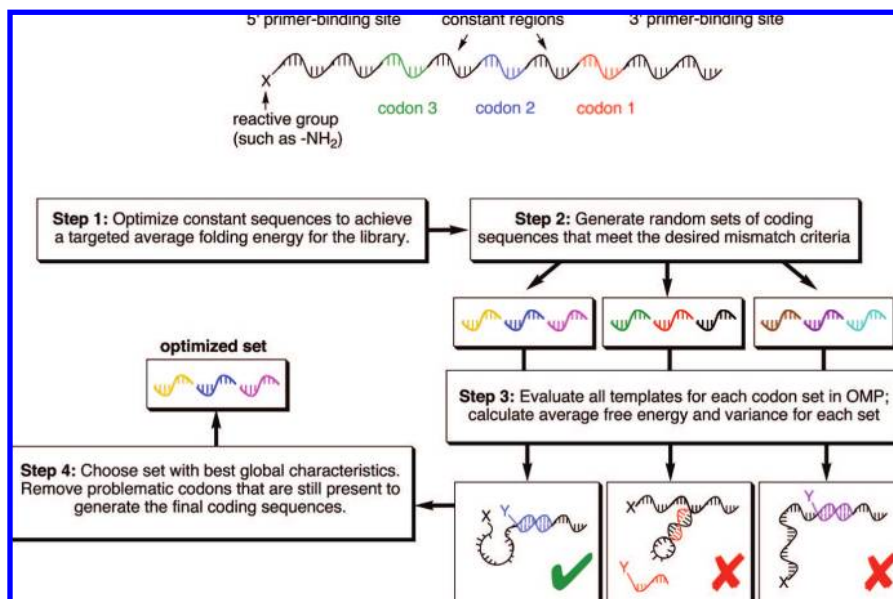 5' primer-binding site constant regions 3' primer-binding site
X
codon 3 codon 2 codon 1
reactive group
(such as -NH2)
Step 1: Optimize constant sequences to achieve
a targeted average folding energy for the library.
Step 2: Generate random sets of coding
sequences that meet the desired mismatch criteria
optimized set
Step 3: Evaluate all templates for each codon set in OMP;
calculate average free energy and variance for each set
Step 4: Choose set with best global characteristics.
Remove problematic codons that are still present to
generate the final coding sequences.
X Y
X
Y
Y
X